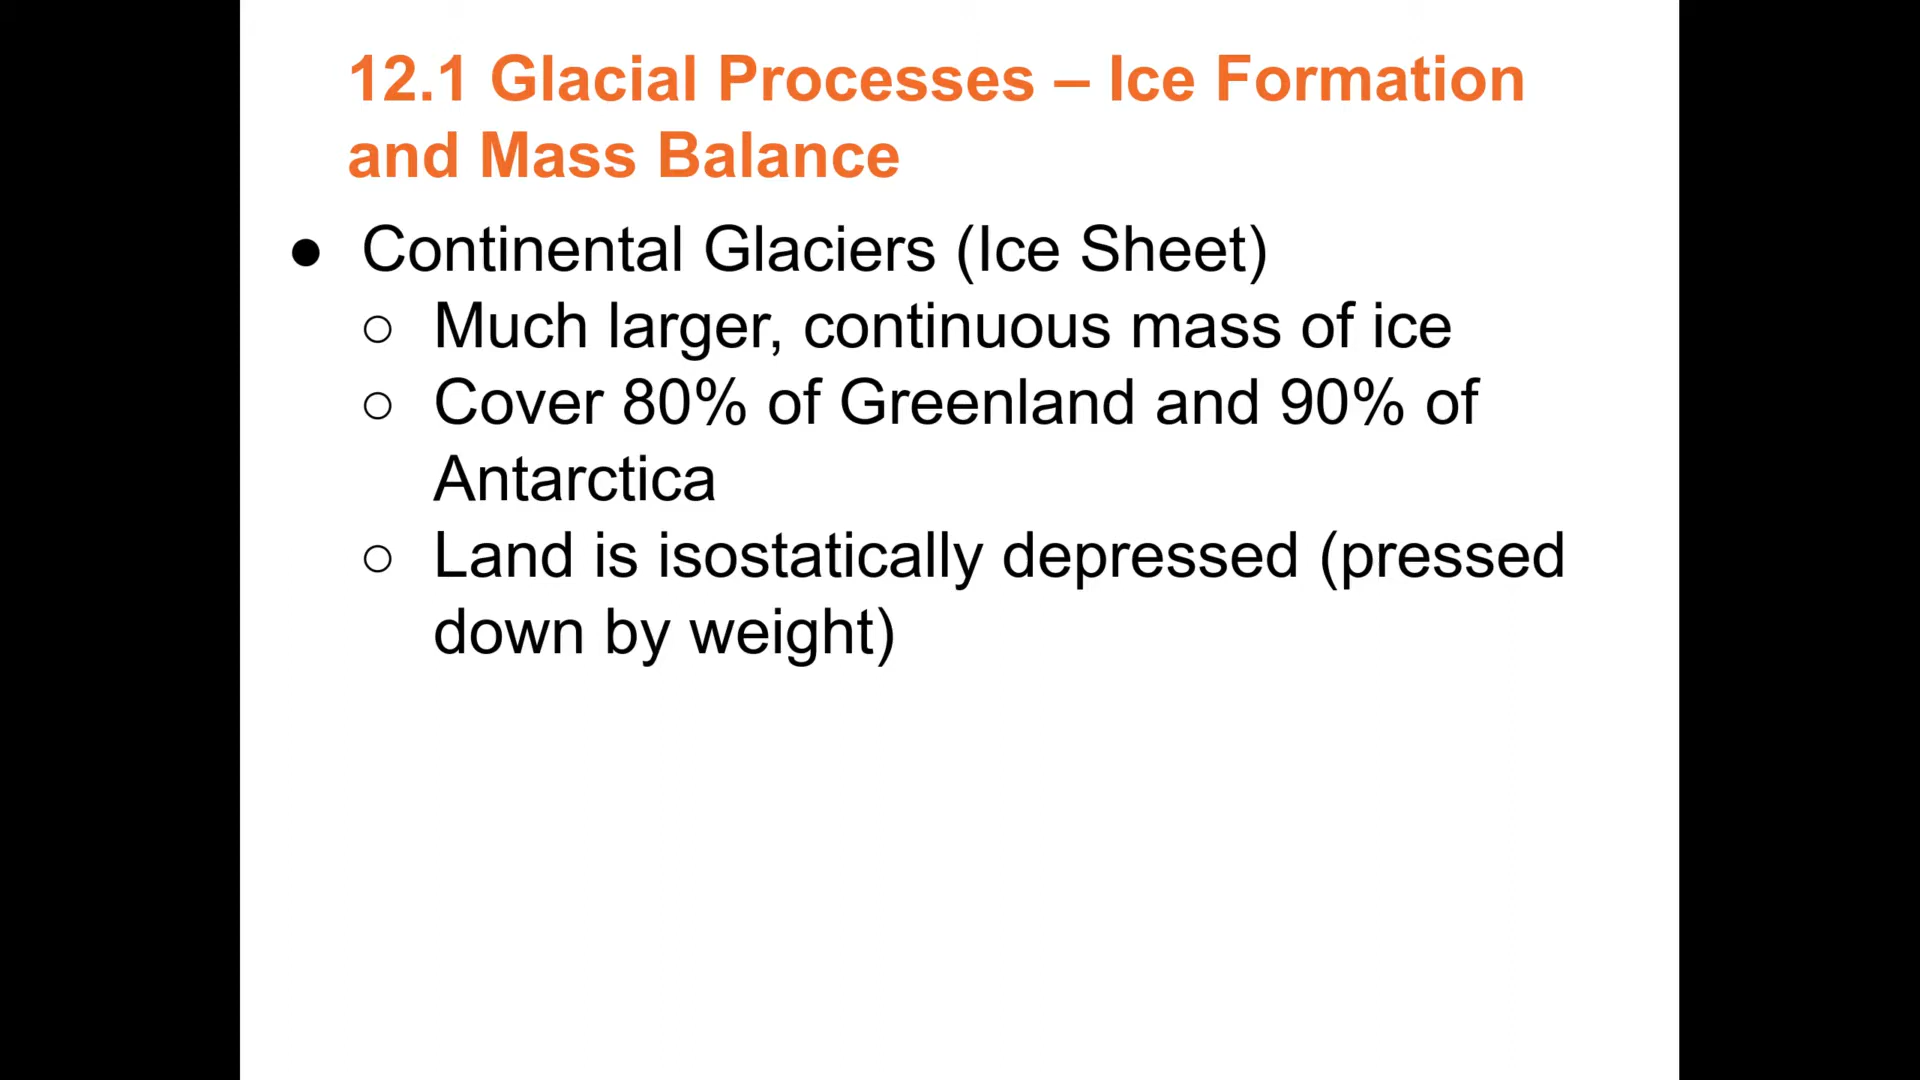 12.1 Glacial Processes – Ice Formation
and Mass Balance
● Continental Glaciers (Ice Sheet)
○ Much larger, continuous mass of ice
○ Cover 80% of Greenland and 90% of
Antarctica
○ Land is isostatically depressed (pressed
down by weight)